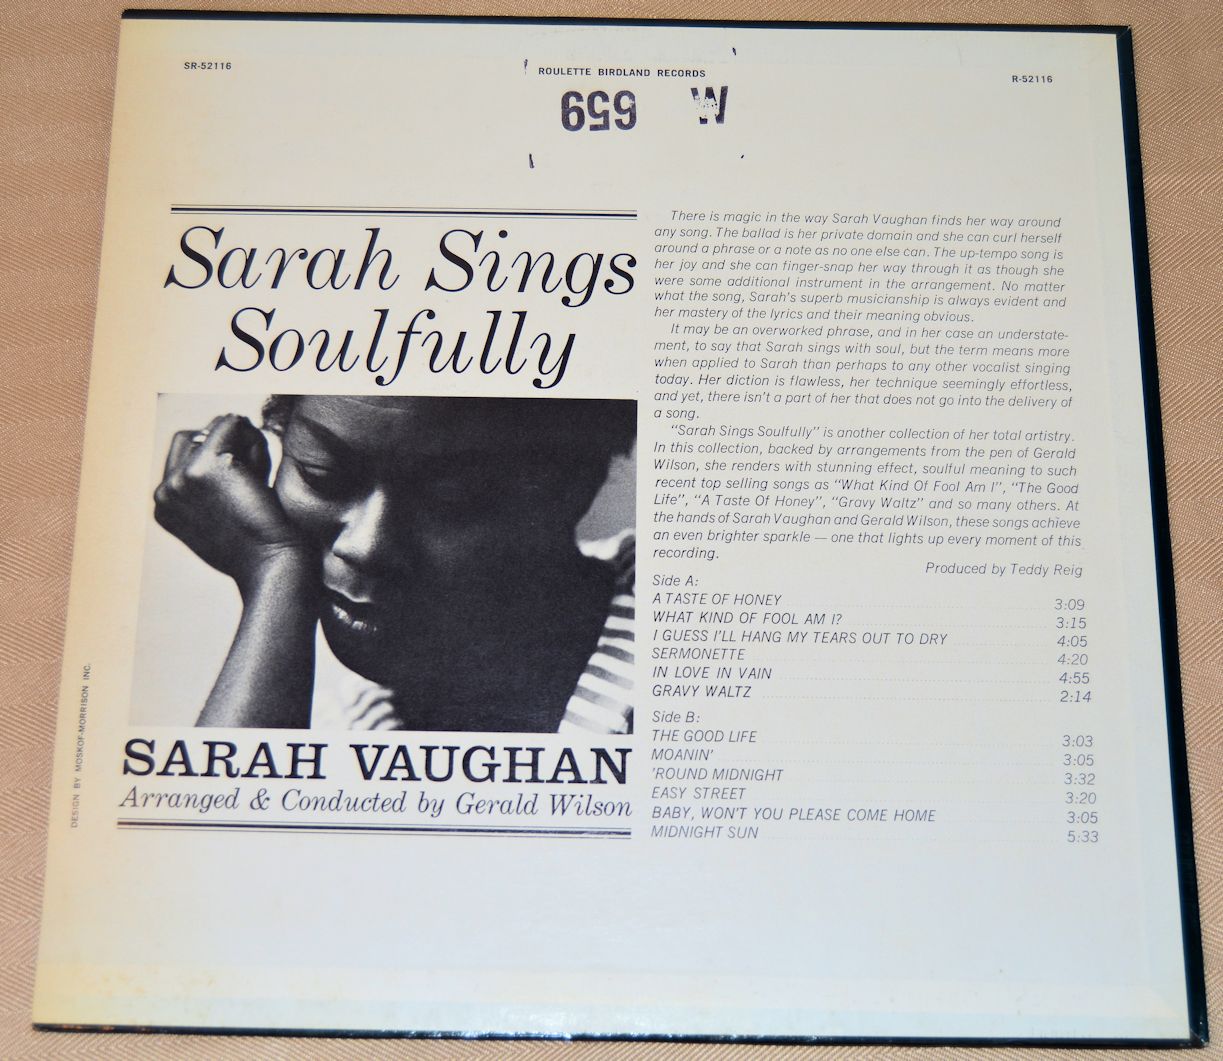 SR-52116
ROULETTE BIRDLAND RECORDS
R-52116
659 W
Sarah Sings
Soulfully
SARAH VAUGHAN
Arranged & Conducted by Gerald Wilson
DESIGN BY MOSKOF-MORRISON INC.
There is magic in the way Sarah Vaughan finds her way around
any song. The ballad is her private domain and she can curl herself
around a phrase or a note as no one else can. The up-tempo song is
her joy and she can finger-snap her way through it as though she
were some additional instrument in the arrangement. No matter
what the song, Sarah's superb musicianship is always evident and
her mastery of the lyrics and their meaning obvious.
It may be an overworked phrase, and in her case an understate-
ment, to say that Sarah sings with soul, but the term means more
when applied to Sarah than perhaps to any other vocalist singing
today. Her diction is flawless, her technique seemingly effortless,
and yet, there isn't a part of her that does not go into the delivery of
a song.
"Sarah Sings Soulfully" is another collection of her total artistry.
In this collection, backed by arrangements from the pen of Gerald
Wilson, she renders with stunning effect, soulful meaning to such
recent top selling songs as "What Kind Of Fool Am I", "The Good
Life", "A Taste Of Honey", "Gravy Waltz" and so many others. At
the hands of Sarah Vaughan and Gerald Wilson, these songs achieve
an even brighter sparkle — one that lights up every moment of this
recording.
Produced by Teddy Reig
Side A:
A TASTE OF HONEY 3:09
WHAT KIND OF FOOL AM I? 3:15
I GUESS I'LL HANG MY TEARS OUT TO DRY 4:05
SERMONETTE 4:20
IN LOVE IN VAIN 4:55
GRAVY WALTZ 2:14
Side B:
THE GOOD LIFE 3:03
MOANIN' 3:05
'ROUND MIDNIGHT 3:32
EASY STREET 3:20
BABY, WON'T YOU PLEASE COME HOME 3:05
MIDNIGHT SUN 5:33